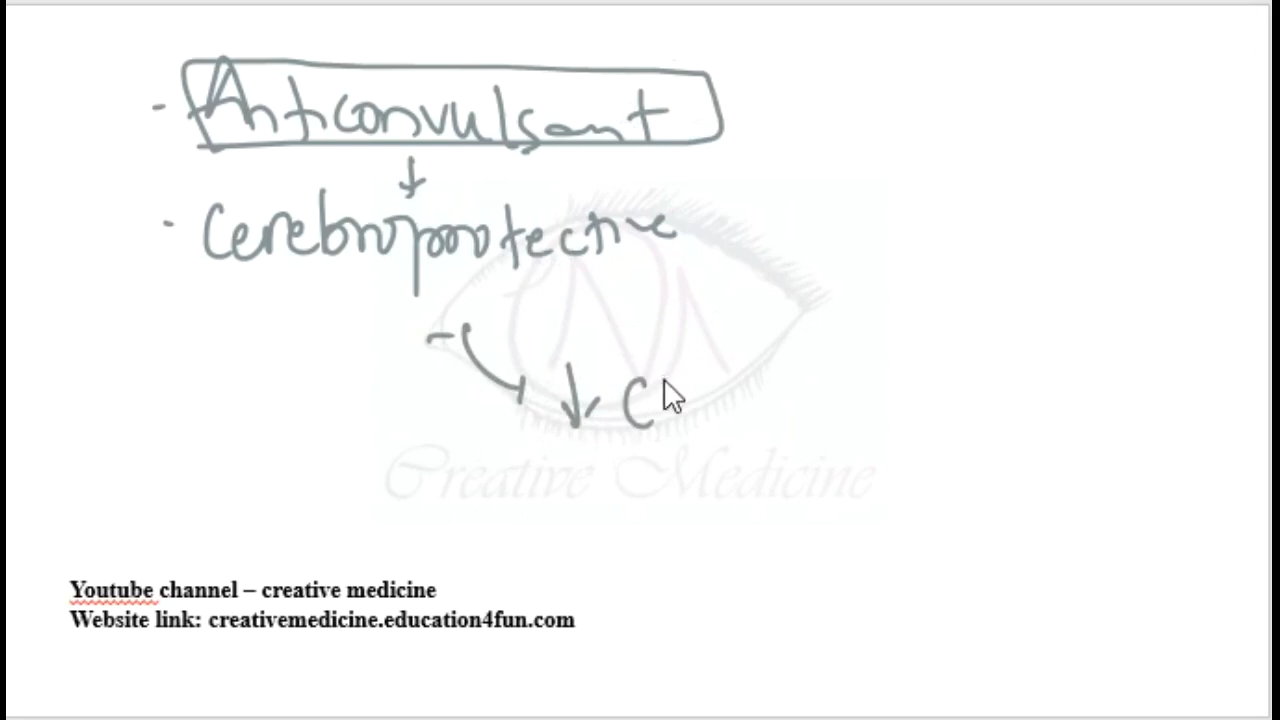 - Anticonvulsant
↓
- Cerebroprotective
- ↓ C
Creative Medicine
Youtube channel – creative medicine
Website link: creativemedicine.education4fun.com